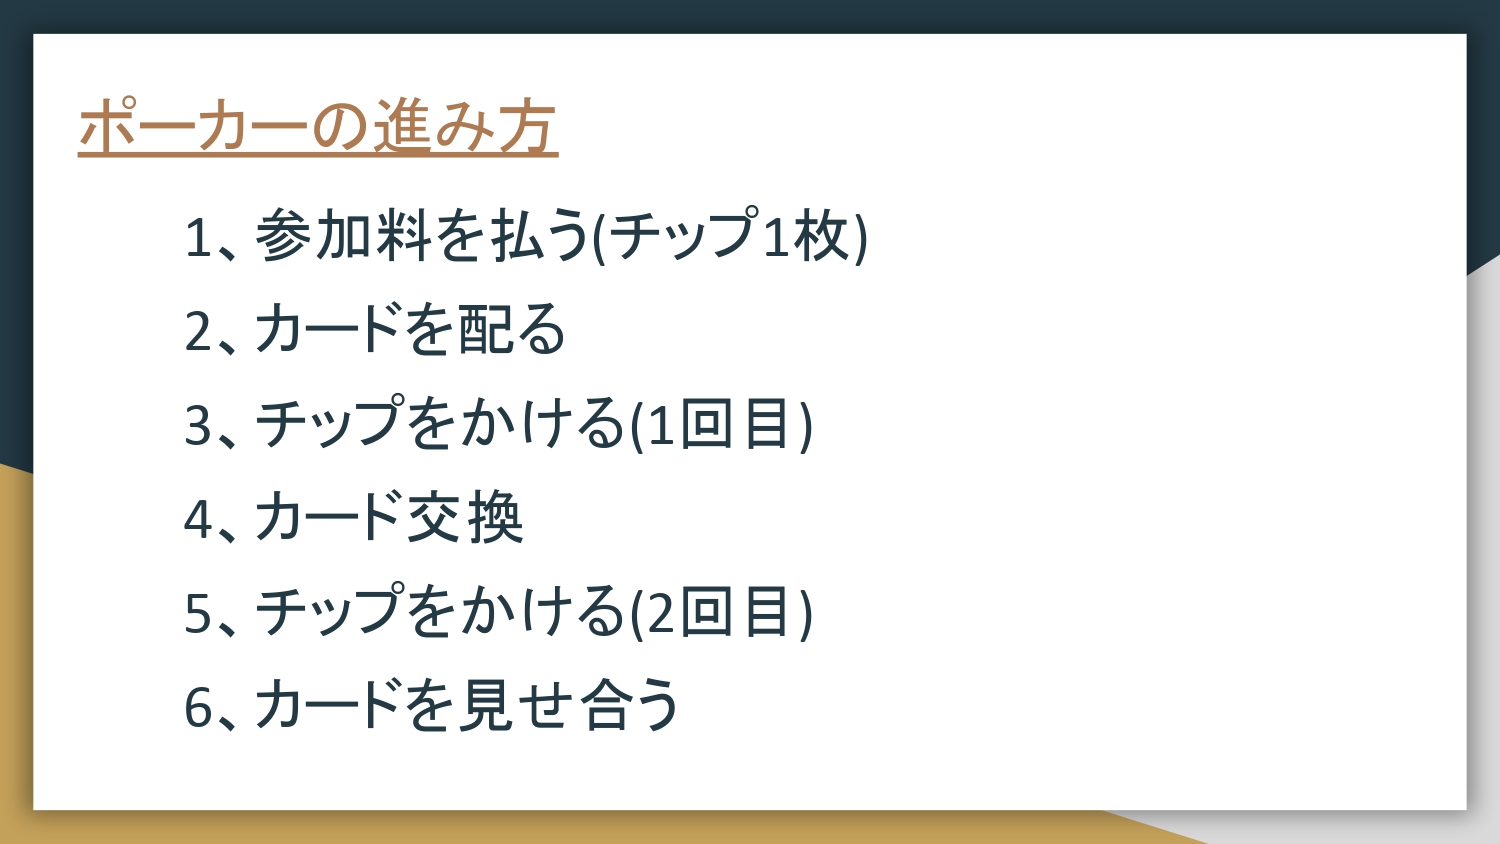 ポーカーの進み方
1、参加料を払う(チップ1枚)
2、カードを配る
3、チップをかける(1回目)
4、カード交換
5、チップをかける(2回目)
6、カードを見せ合う